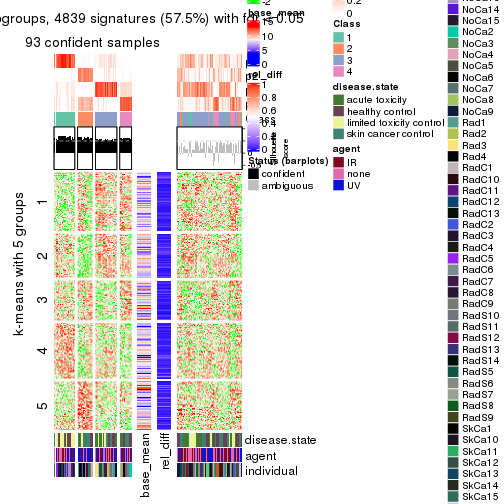 ogroups, 4839 signatures (57.5%) with f
0.05
93 confident samples
k-means with 5 groups
1
2
3
4
5
base_mean
rel_diff
disease.state
agent
individual
-2
base_mean
15
10
5
0
rel_diff
1
0.8
0.6
0.4
0.2
0
Status (barplots)
confident
ambiguous
0.2
0
Class
1
2
3
4
disease.state
acute toxicity
healthy control
limited toxicity control
skin cancer control
agent
IR
none
UV
NoCa14
NoCa15
NoCa2
NoCa3
NoCa4
NoCa5
NoCa6
NoCa7
NoCa8
NoCa9
Rad1
Rad2
Rad3
Rad4
RadC1
RadC10
RadC11
RadC12
RadC13
RadC2
RadC3
RadC4
RadC5
RadC6
RadC7
RadC8
RadC9
RadS10
RadS11
RadS12
RadS13
RadS14
RadS5
RadS6
RadS7
RadS8
RadS9
SkCa1
SkCa10
SkCa11
SkCa12
SkCa13
SkCa14
SkCa15